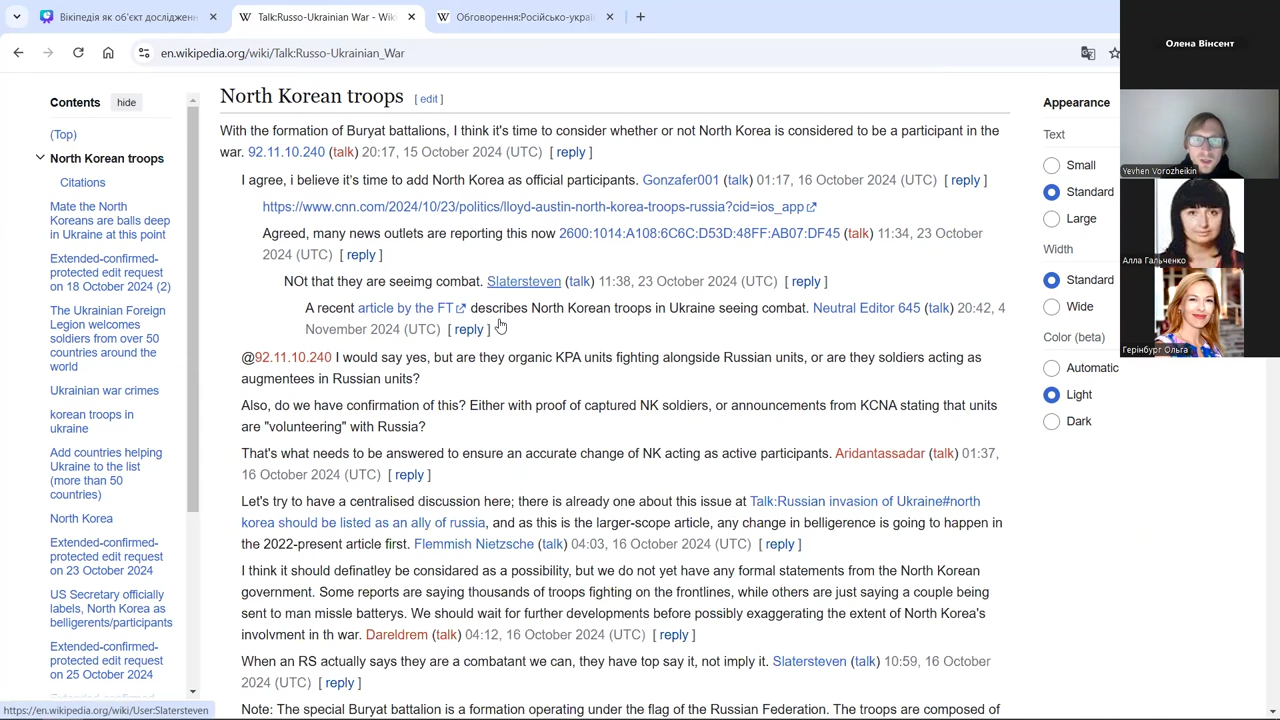 Вікіпедія як об'єкт дослідженн
Talk:Russo-Ukrainian War - Wiki
Обговорення:Російсько-украї
en.wikipedia.org/wiki/Talk:Russo-Ukrainian_War
Contents hide
(Top)
North Korean troops
Citations
Mate the North
Koreans are balls deep
in Ukraine at this point
Extended-confirmed-
protected edit request
on 18 October 2024 (2)
The Ukrainian Foreign
Legion welcomes
soldiers from over 50
countries around the
world
Ukrainian war crimes
korean troops in
ukraine
Add countries helping
Ukraine to the list
(more than 50
countries)
North Korea
Extended-confirmed-
protected edit request
on 23 October 2024
US Secretary officially
labels, North Korea as
belligerents/participants
Extended-confirmed-
protected edit request
on 25 October 2024
Extended-confirmed-
https://en.wikipedia.org/wiki/User:Slatersteven
North Korean troops [ edit ]
With the formation of Buryat battalions, I think it's time to consider whether or not North Korea is considered to be a participant in the
war. 92.11.10.240 (talk) 20:17, 15 October 2024 (UTC) [ reply ]
I agree, i believe it's time to add North korea as official participants. Gonzafer001 (talk) 01:17, 16 October 2024 (UTC) [ reply ]
https://www.cnn.com/2024/10/23/politics/lloyd-austin-north-korea-troops-russia?cid=ios_app
Agreed, many news outlets are reporting this now 2600:1014:A108:6C6C:D53D:48FF:AB07:DF45 (talk) 11:34, 23 October
2024 (UTC) [ reply ]
NOt that they are seeimg combat. Slatersteven (talk) 11:38, 23 October 2024 (UTC) [ reply ]
A recent article by the FT describes North Korean troops in Ukraine seeing combat. Neutral Editor 645 (talk) 20:42, 4
November 2024 (UTC) [ reply ]
@92.11.10.240 I would say yes, but are they organic KPA units fighting alongside Russian units, or are they soldiers acting as
augmentees in Russian units?
Also, do we have confirmation of this? Either with proof of captured NK soldiers, or announcements from KCNA stating that units
are "volunteering" with Russia?
That's what needs to be answered to ensure an accurate change of NK acting as active participants. Aridantassadar (talk) 01:37,
16 October 2024 (UTC) [ reply ]
Let's try to have a centralised discussion here; there is already one about this issue at Talk:Russian invasion of Ukraine#north
korea should be listed as an ally of russia, and as this is the larger-scope article, any change in belligerence is going to happen in
the 2022-present article first. Flemmish Nietzsche (talk) 04:03, 16 October 2024 (UTC) [ reply ]
I think it should definatley be considared as a possibility, but we do not yet have any formal statements from the North Korean
government. Some reports are saying thousands of troops fighting on the frontlines, while others are just saying a couple being
sent to man missle batterys. We should wait for further developments before possibly exaggerating the extent of North Korea's
involvment in th war. Dareldrem (talk) 04:12, 16 October 2024 (UTC) [ reply ]
When an RS actually says they are a combatant we can, they have top say it, not imply it. Slatersteven (talk) 10:59, 16 October
2024 (UTC) [ reply ]
Note: The special Buryat battalion is a formation operating under the flag of the Russian Federation. The troops are composed of
Appearance
Text
Small
Standard
Large
Width
Standard
Wide
Color (beta)
Automatic
Light
Dark
Олена Вінсент
Yevhen Vorozheikin
Алла Гальченко
Герінбург Ольга